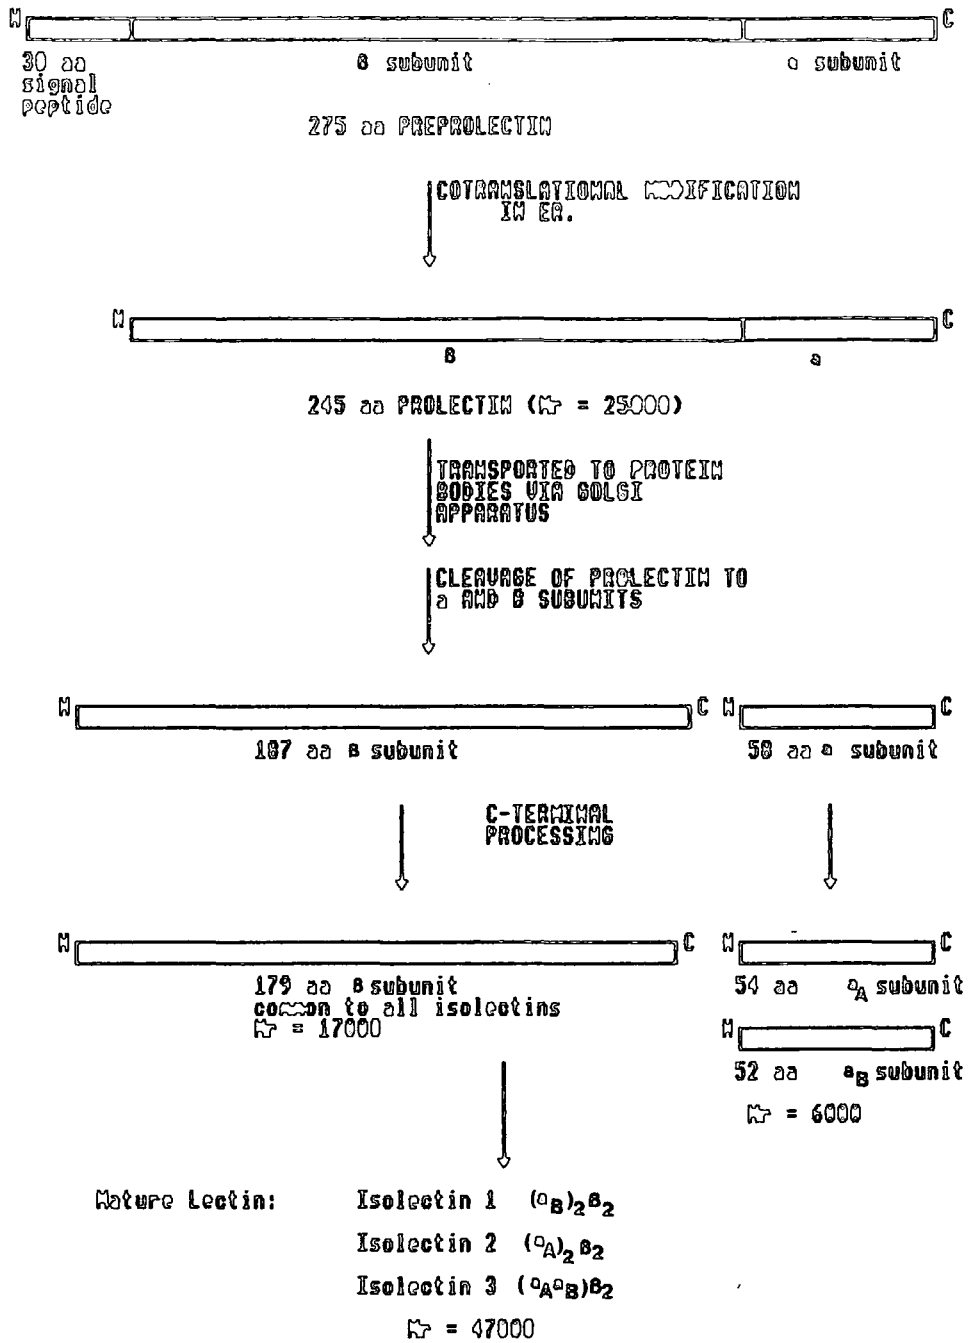 N C
30 aa signal peptide
β subunit
α subunit
275 aa PREPROLECTIN
COTRANSLATIONAL MODIFICATION
IN ER.
N C
β α
245 aa PROLECTIN (Mr = 25000)
TRANSPORTED TO PROTEIN
BODIES VIA GOLGI
APPARATUS
CLEAVAGE OF PROLECTIN TO
α AND β SUBUNITS
N C N C
187 aa β subunit 58 aa α subunit
C-TERMINAL
PROCESSING
N C N C
179 aa β subunit
common to all isolectins
Mr = 17000
54 aa αA subunit
N C
52 aa αB subunit
Mr = 6000
Mature Lectin: Isolectin 1 (αB)2β2
Isolectin 2 (αA)2β2
Isolectin 3 (αAαB)β2
Mr = 47000